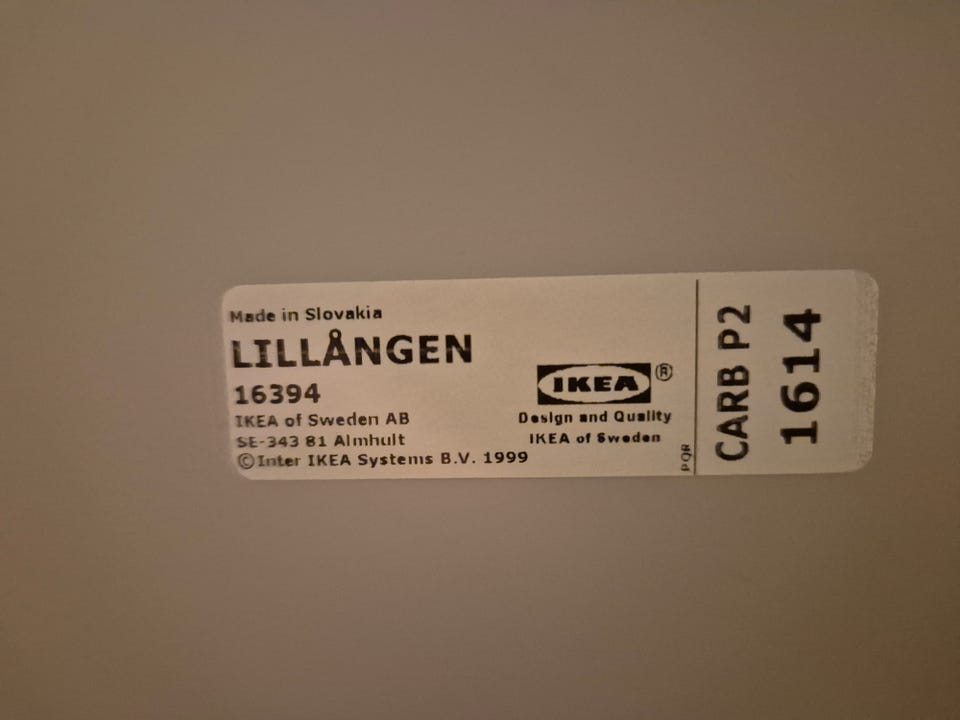 Made in Slovakia
LILLÅNGEN
16394
IKEA of Sweden AB
SE-343 81 Almhult
©Inter IKEA Systems B.V. 1999
IKEA®
Design and Quality
IKEA of Sweden
PQR
CARB P2
1614